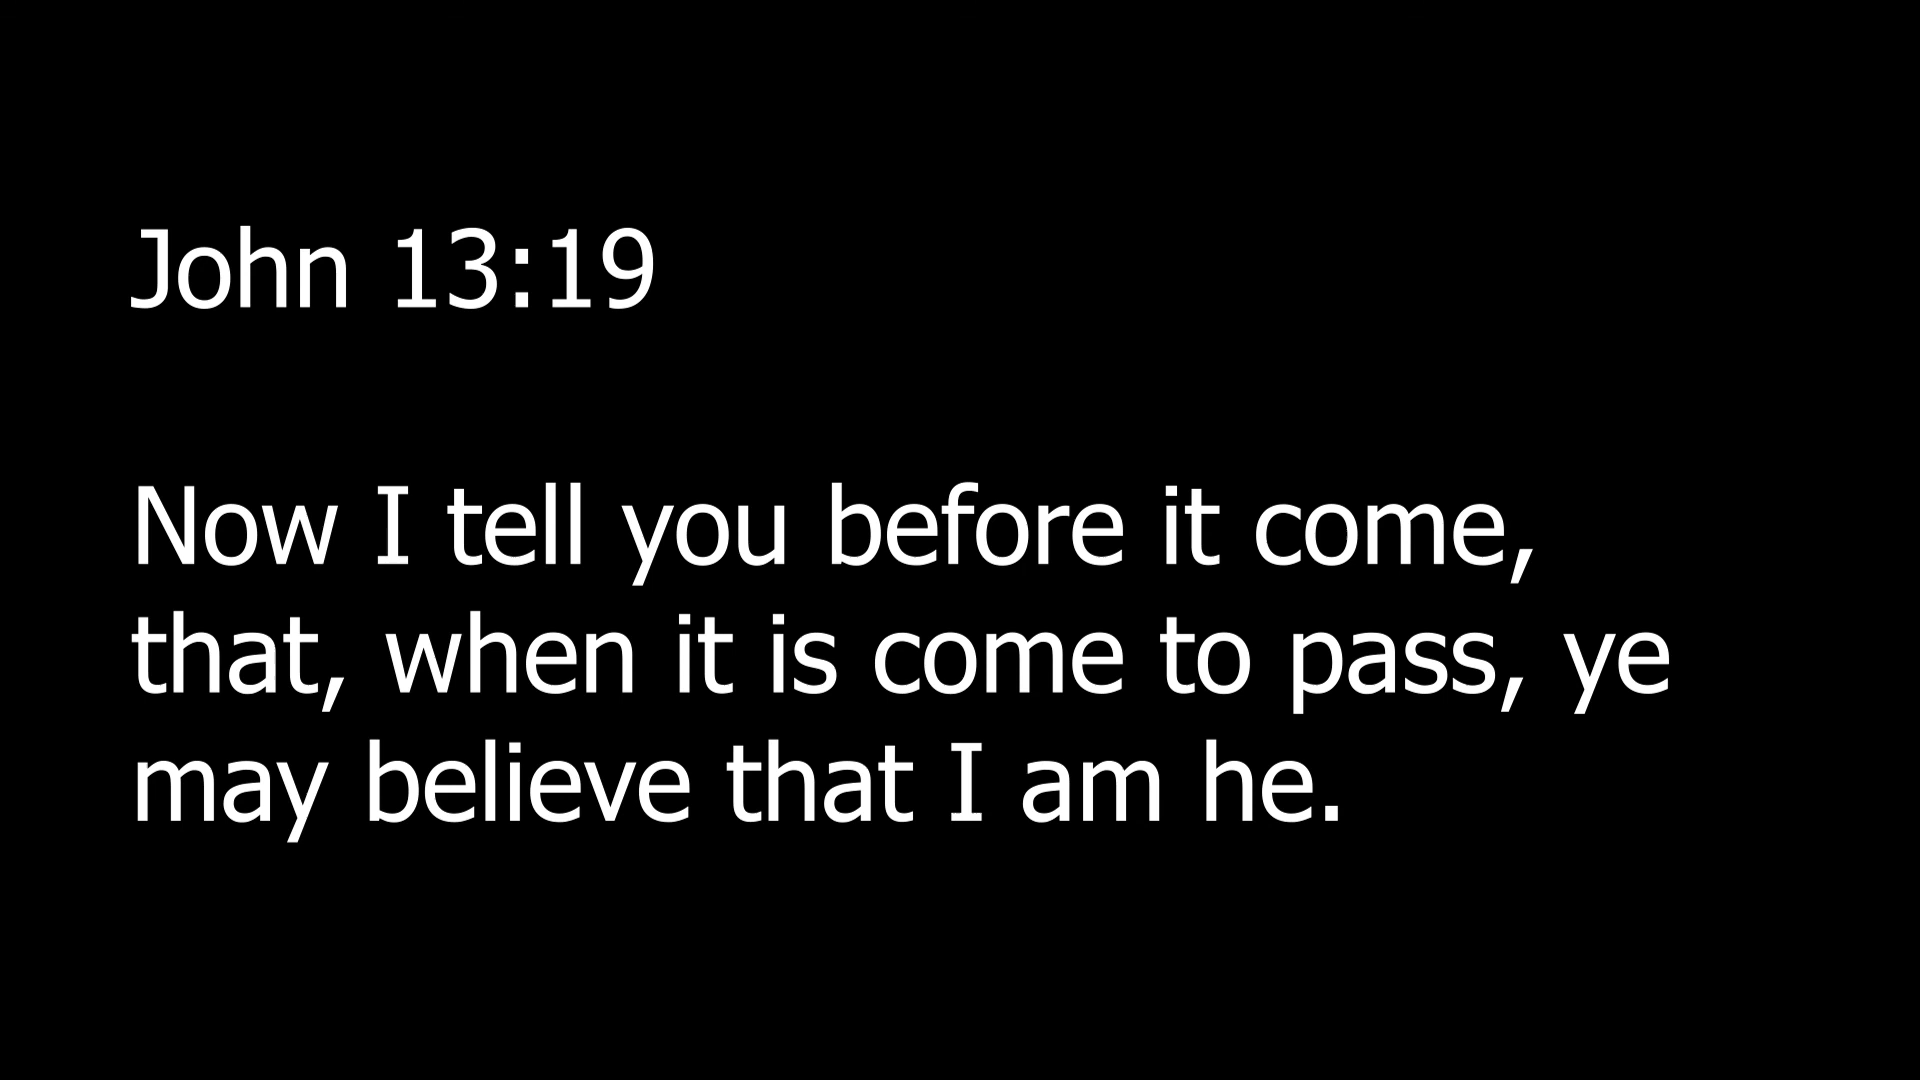 John 13:19
Now I tell you before it come,
that, when it is come to pass, ye
may believe that I am he.